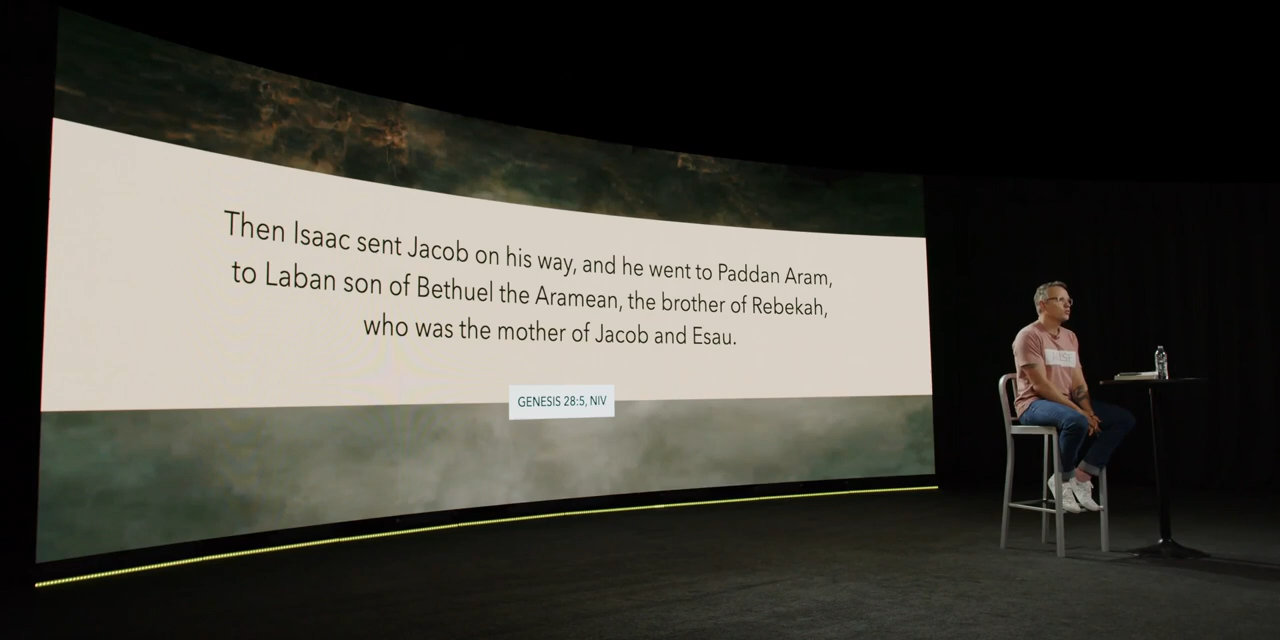 Then Isaac sent Jacob on his way, and he went to Paddan Aram,
to Laban son of Bethuel the Aramean, the brother of Rebekah,
who was the mother of Jacob and Esau.
GENESIS 28:5, NIV